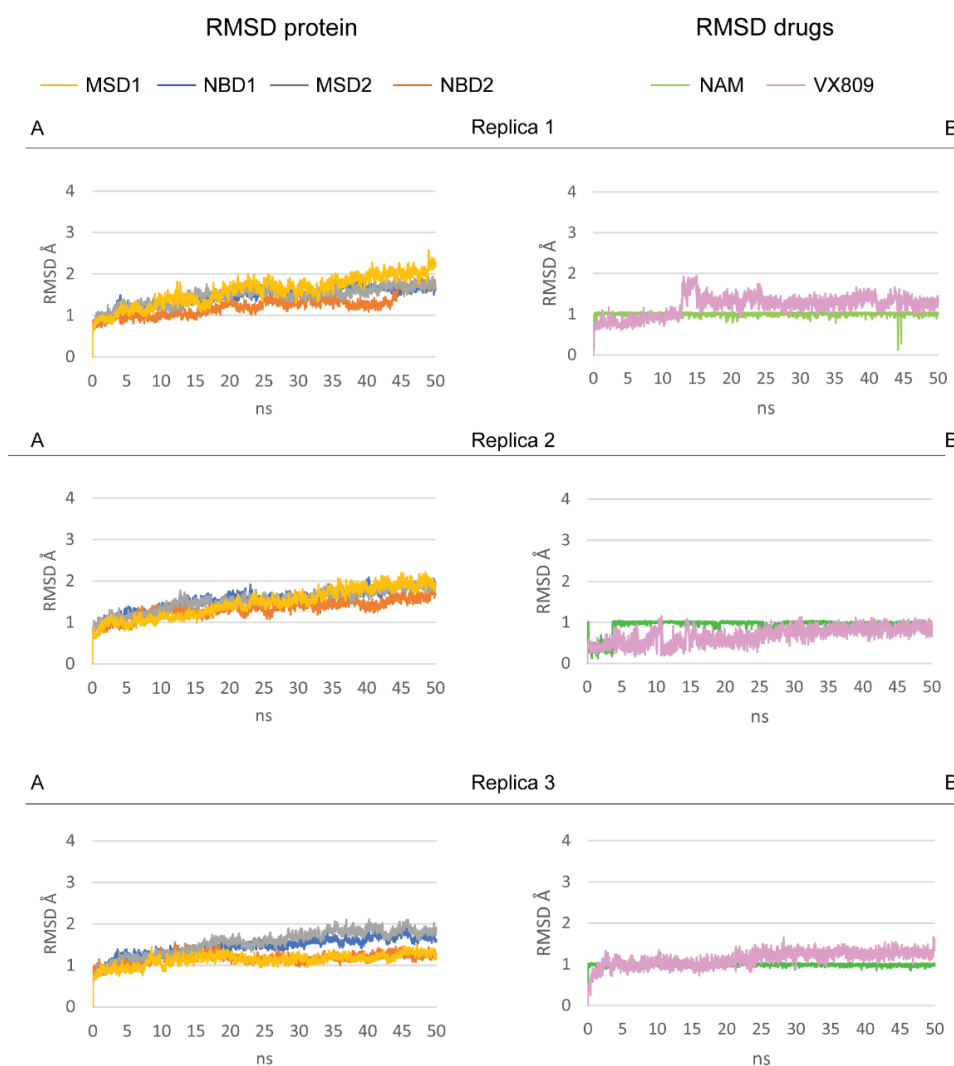 RMSD protein RMSD drugs
MSD1 NBD1 MSD2 NBD2 NAM VX809
A Replica 1 B
RMSD Å
4
3
2
1
0
0 5 10 15 20 25 30 35 40 45 50
ns
RMSD Å
4
3
2
1
0
0 5 10 15 20 25 30 35 40 45 50
ns
A Replica 2 B
RMSD Å
4
3
2
1
0
0 5 10 15 20 25 30 35 40 45 50
ns
RMSD Å
4
3
2
1
0
0 5 10 15 20 25 30 35 40 45 50
ns
A Replica 3 B
RMSD Å
4
3
2
1
0
0 5 10 15 20 25 30 35 40 45 50
ns
RMSD Å
4
3
2
1
0
0 5 10 15 20 25 30 35 40 45 50
ns